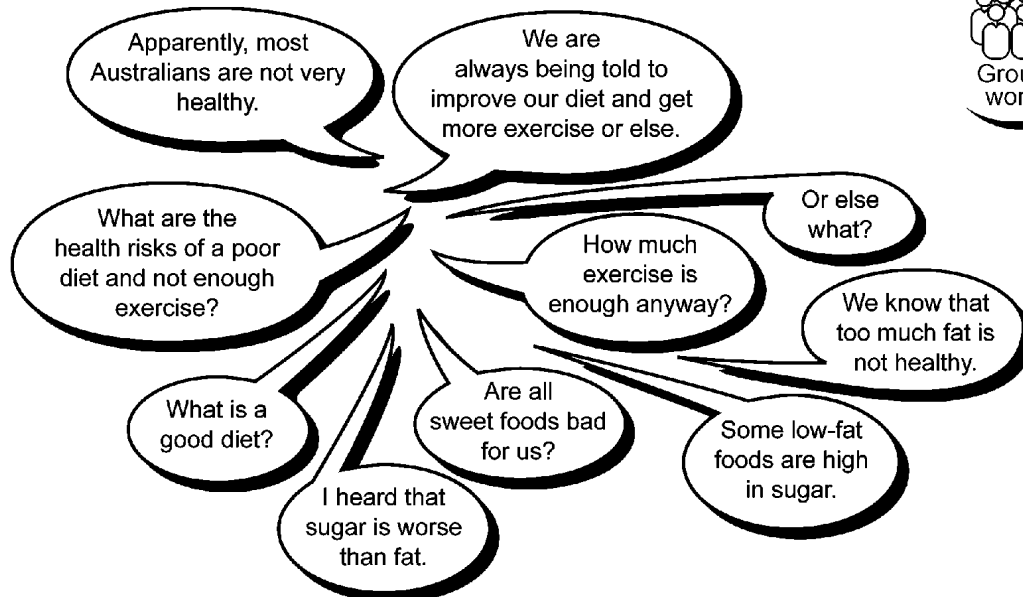 Apparently, most
Australians are not very
healthy.
We are
always being told to
improve our diet and get
more exercise or else.
What are the
health risks of a poor
diet and not enough
exercise?
Or else
what?
How much
exercise is
enough anyway?
We know that
too much fat is
not healthy.
What is a
good diet?
Are all
sweet foods bad
for us?
Some low-fat
foods are high
in sugar.
I heard that
sugar is worse
than fat.